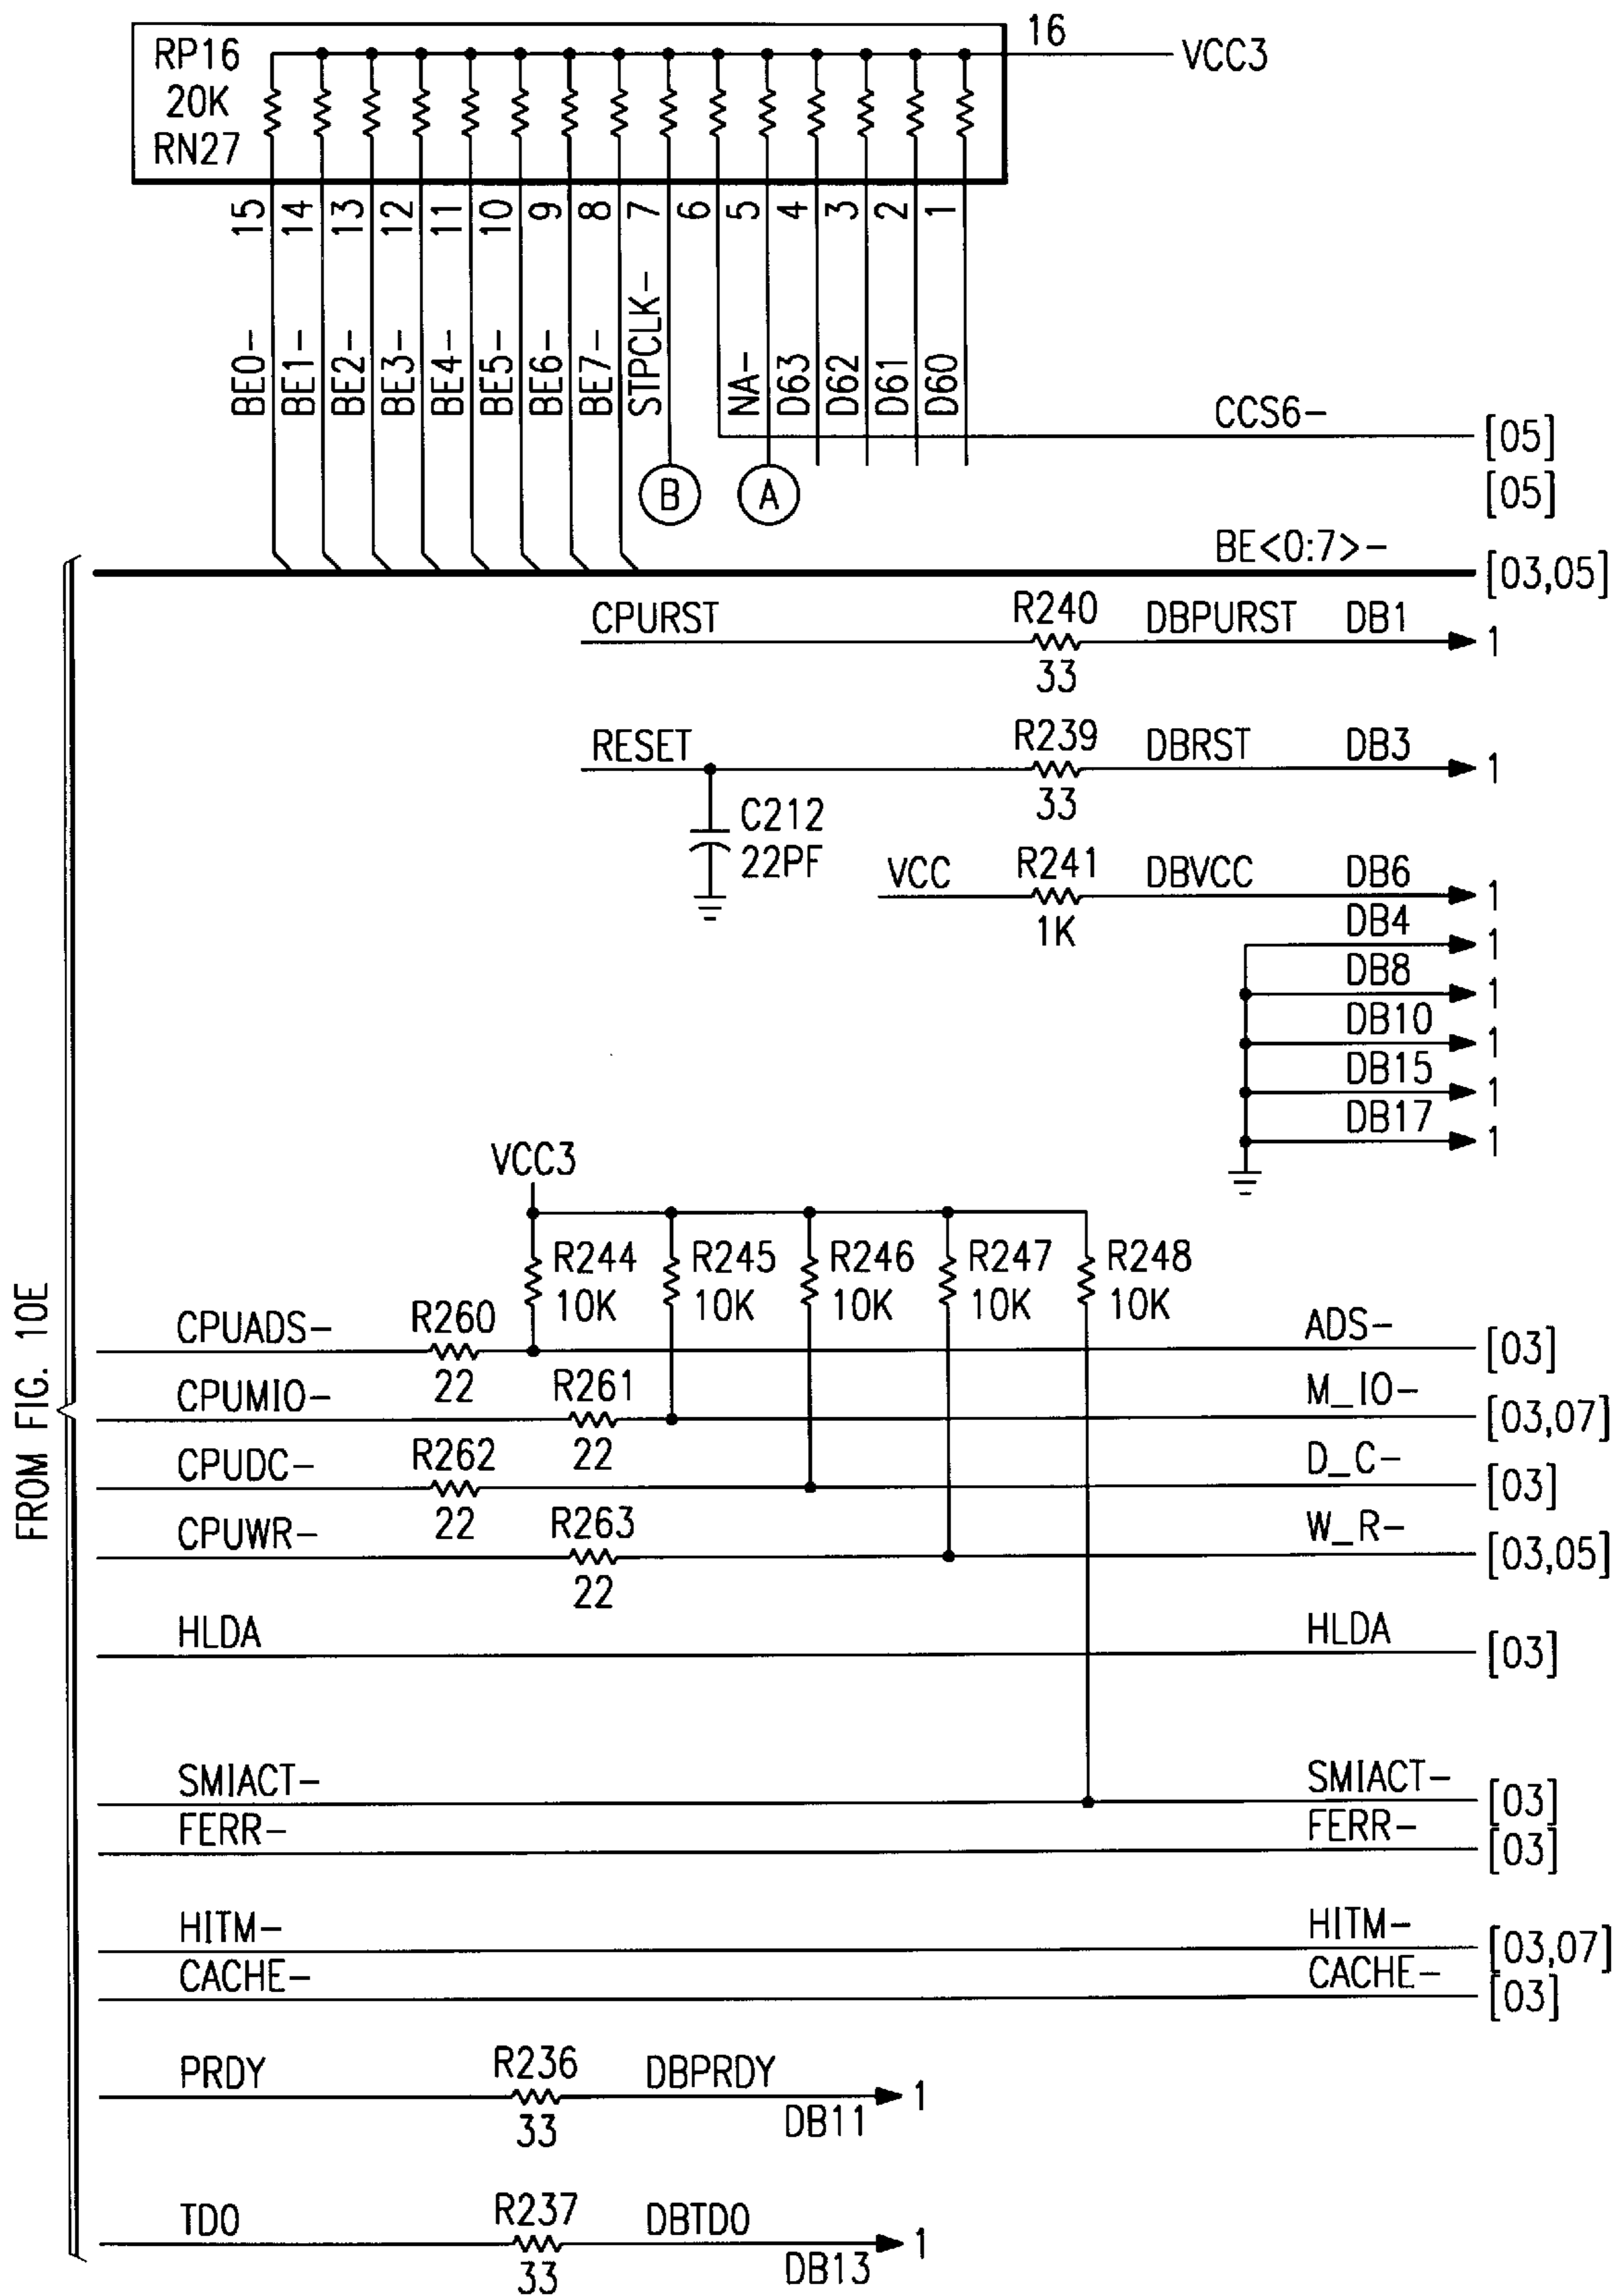 16
RP16
VCC3
20K
RN27
15 14 13 12 11 10 9 8 7 6 5 4 3 2 1
BE0- BE1- BE2- BE3- BE4- BE5- BE6- BE7- STPCLK- NA- D63 D62 D61 D60
CCS6- [05]
B A [05]
BE<0:7>- [03,05]
CPURST R240 DBPURST DB1 1
33
RESET R239 DBRST DB3 1
33
C212
22PF
VCC R241 DBVCC DB6 1
1K
DB4 1
DB8 1
DB10 1
DB15 1
DB17 1
VCC3
R244 R245 R246 R247 R248
10K 10K 10K 10K 10K
FROM FIG. 10E
CPUADS- R260 ADS- [03]
22
CPUMIO- R261 M_IO- [03,07]
22
CPUDC- R262 D_C- [03]
22
CPUWR- R263 W_R- [03,05]
22
HLDA HLDA [03]
SMIACT- SMIACT- [03]
FERR- FERR- [03]
HITM- HITM- [03,07]
CACHE- CACHE- [03]
PRDY R236 DBPRDY 1
33 DB11
TDO R237 DBTDO 1
33 DB13